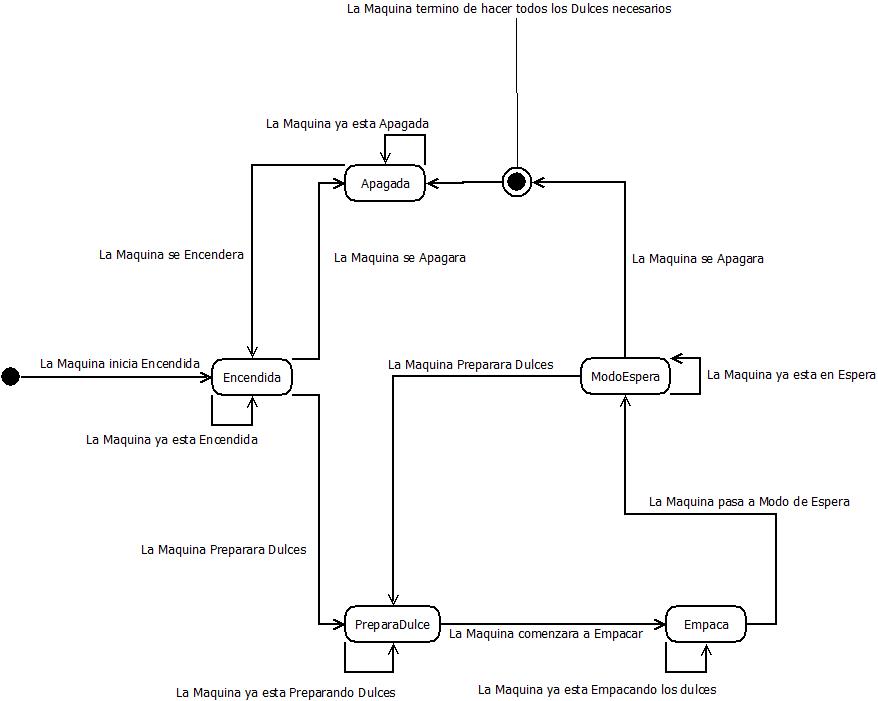 La Maquina termino de hacer todos los Dulces necesarios
La Maquina ya esta Apagada
Apagada
La Maquina se Encendera
La Maquina se Apagara
La Maquina se Apagara
La Maquina inicia Encendida
Encendida
La Maquina Preparara Dulces
ModoEspera
La Maquina ya esta en Espera
La Maquina ya esta Encendida
La Maquina pasa a Modo de Espera
La Maquina Preparara Dulces
PreparaDulce
La Maquina comenzara a Empacar
Empaca
La Maquina ya esta Preparando Dulces
La Maquina ya esta Empacando los dulces